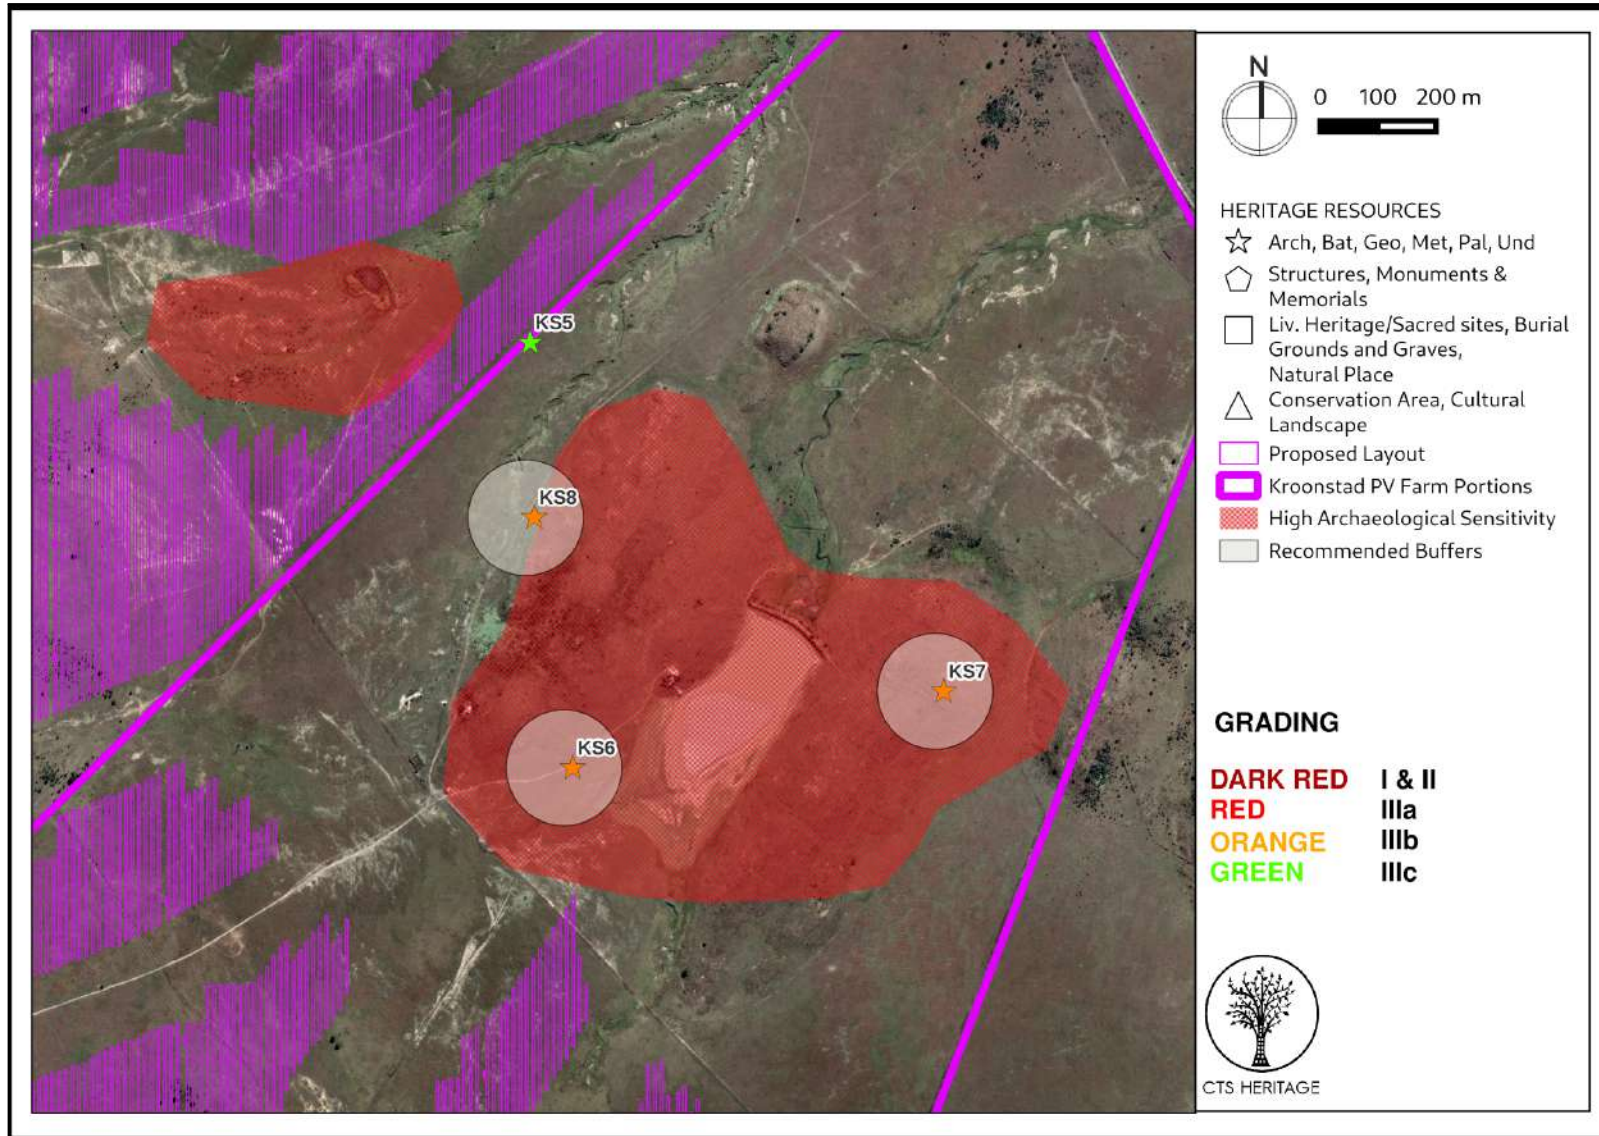 KS5
KS8
KS7
KS6
N
0 100 200 m
HERITAGE RESOURCES
Arch, Bat, Geo, Met, Pal, Und
Structures, Monuments &
Memorials
Liv. Heritage/Sacred sites, Burial
Grounds and Graves,
Natural Place
Conservation Area, Cultural
Landscape
Proposed Layout
Kroonstad PV Farm Portions
High Archaeological Sensitivity
Recommended Buffers
GRADING
DARK RED I & II
RED IIIa
ORANGE IIIb
GREEN IIIc
CTS HERITAGE